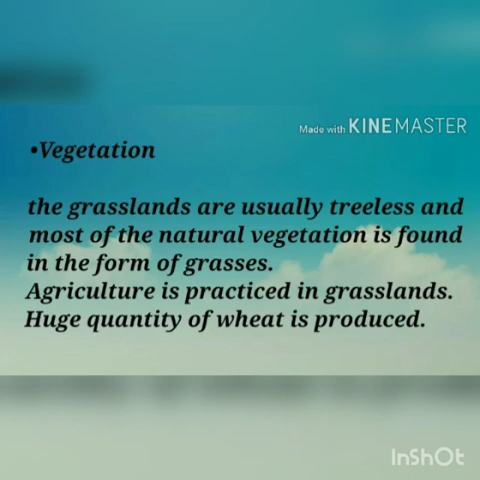 Made with KINEMASTER
•Vegetation
the grasslands are usually treeless and
most of the natural vegetation is found
in the form of grasses.
Agriculture is practiced in grasslands.
Huge quantity of wheat is produced.
InShOt